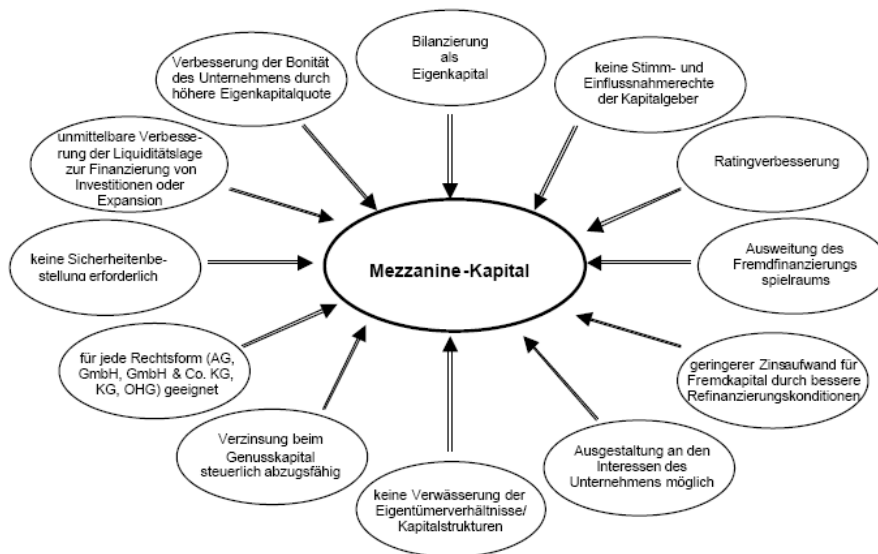 Bilanzierung
als
Eigenkapital
keine Stimm- und
Einflussnahmerechte
der Kapitalgeber
Ratingverbesserung
Ausweitung des
Fremdfinanzierungs
spielraums
geringerer Zinsaufwand für
Fremdkapital durch bessere
Refinanzierungskonditionen
Ausgestaltung an den
Interessen des
Unternehmens möglich
keine Verwässerung der
Eigentümerverhältnisse/
Kapitalstrukturen
Verzinsung beim
Genusskapital
steuerlich abzugsfähig
für jede Rechtsform (AG,
GmbH, GmbH & Co. KG,
KG, OHG) geeignet
keine Sicherheitenbe-
stellung erforderlich
unmittelbare Verbesse-
rung der Liquiditätslage
zur Finanzierung von
Investitionen oder
Expansion
Verbesserung der Bonität
des Unternehmens durch
höhere Eigenkapitalquote
Mezzanine-Kapital